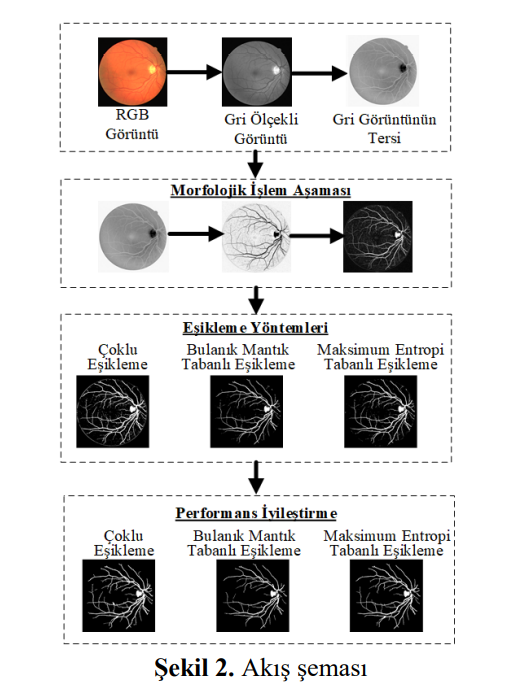 RGB
Görüntü
Gri Ölçekli
Görüntü
Gri Görüntünün
Tersi
Morfolojik İşlem Aşaması
Eşikleme Yöntemleri
Çoklu
Eşikleme
Bulanık Mantık
Tabanlı Eşikleme
Maksimum Entropi
Tabanlı Eşikleme
Performans İyileştirme
Çoklu
Eşikleme
Bulanık Mantık
Tabanlı Eşikleme
Maksimum Entropi
Tabanlı Eşikleme
Şekil 2. Akış şeması